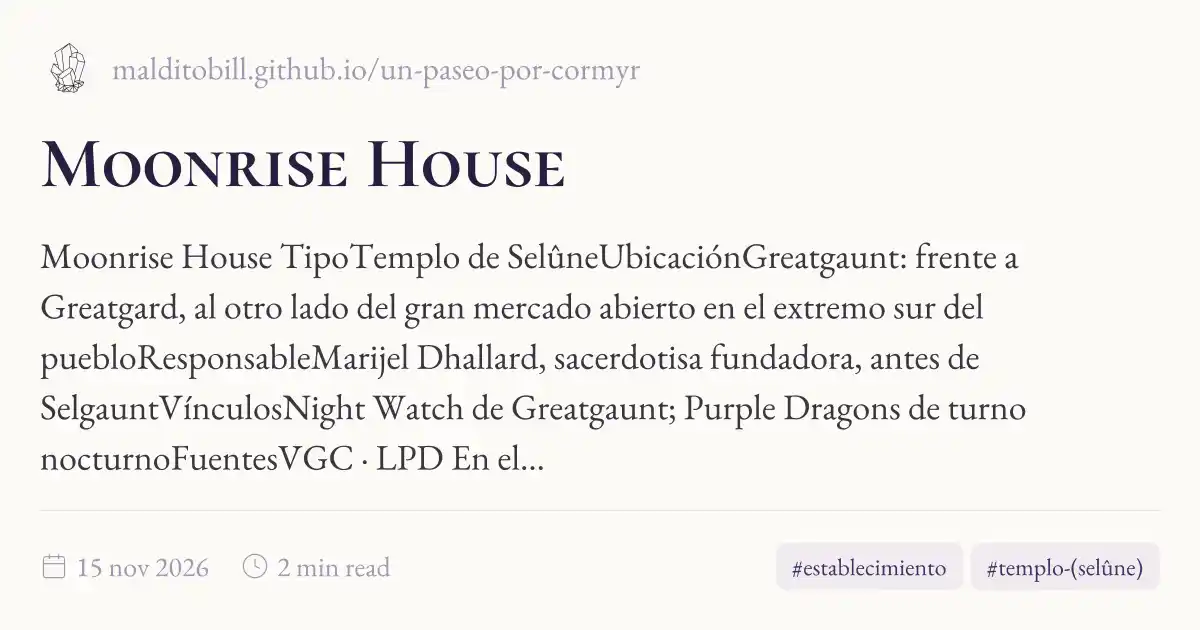 malditobill.github.io/un-paseo-por-cormyr
Moonrise House
Moonrise House TipoTemplo de SelûneUbicaciónGreatgaunt: frente a
Greatgard, al otro lado del gran mercado abierto en el extremo sur del
puebloResponsableMarijel Dhallard, sacerdotisa fundadora, antes de
SelgauntVínculosNight Watch de Greatgaunt; Purple Dragons de turno
nocturnoFuentesVGC · LPD En el...
15 nov 2026
2 min read
#establecimiento
#templo-(selûne)